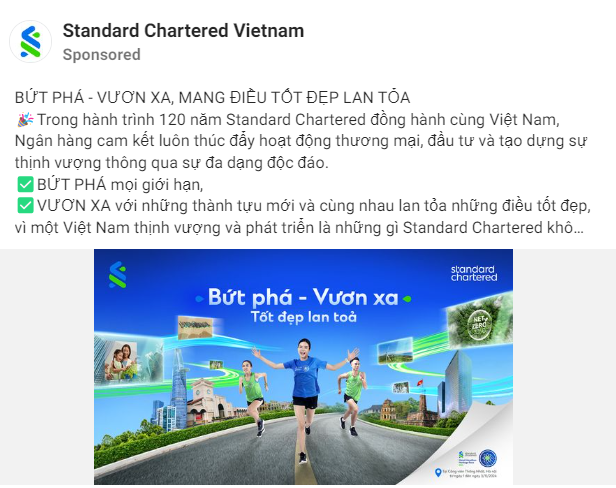 Standard Chartered Vietnam
Sponsored
BỨT PHÁ - VƯƠN XA, MANG ĐIỀU TỐT ĐẸP LAN TỎA
🎉 Trong hành trình 120 năm Standard Chartered đồng hành cùng Việt Nam,
Ngân hàng cam kết luôn thúc đẩy hoạt động thương mại, đầu tư và tạo dựng sự
thịnh vượng thông qua sự đa dạng độc đáo.
✅ BỨT PHÁ mọi giới hạn,
✅ VƯƠN XA với những thành tựu mới và cùng nhau lan tỏa những điều tốt đẹp,
vì một Việt Nam thịnh vượng và phát triển là những gì Standard Chartered khô...
standard
chartered
Bứt phá - Vươn xa
Tốt đẹp lan toả
NET
ZERO